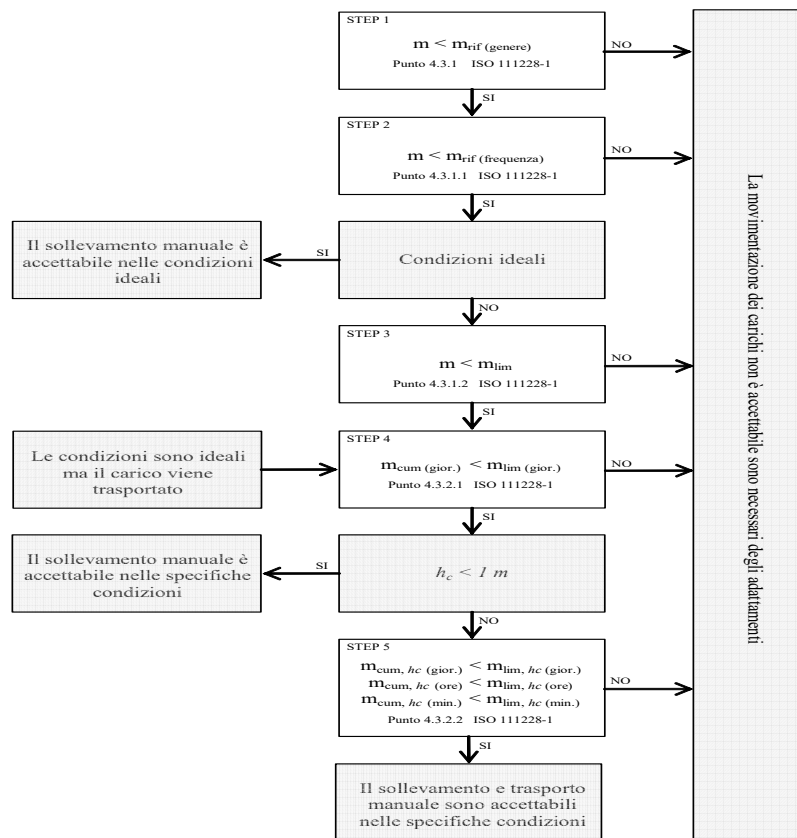 STEP 1
m < mrif (genere)
Punto 4.3.1 ISO 111228-1
NO
SI
STEP 2
m < mrif (frequenza)
Punto 4.3.1.1 ISO 111228-1
NO
SI
Il sollevamento manuale è
accettabile nelle condizioni
ideali
SI
Condizioni ideali
NO
STEP 3
m < mlim
Punto 4.3.1.2 ISO 111228-1
NO
SI
Le condizioni sono ideali
ma il carico viene
trasportato
STEP 4
mcum (gior.) < mlim (gior.)
Punto 4.3.2.1 ISO 111228-1
NO
SI
Il sollevamento manuale è
accettabile nelle specifiche
condizioni
SI
hc < 1 m
NO
STEP 5
mcum, hc (gior.) < mlim, hc (gior.)
mcum, hc (ore) < mlim, hc (ore)
mcum, hc (min.) < mlim, hc (min.)
Punto 4.3.2.2 ISO 111228-1
NO
SI
Il sollevamento e trasporto
manuale sono accettabili
nelle specifiche condizioni
La movimentazione dei carichi non è accettabile sono necessari degli adattamenti